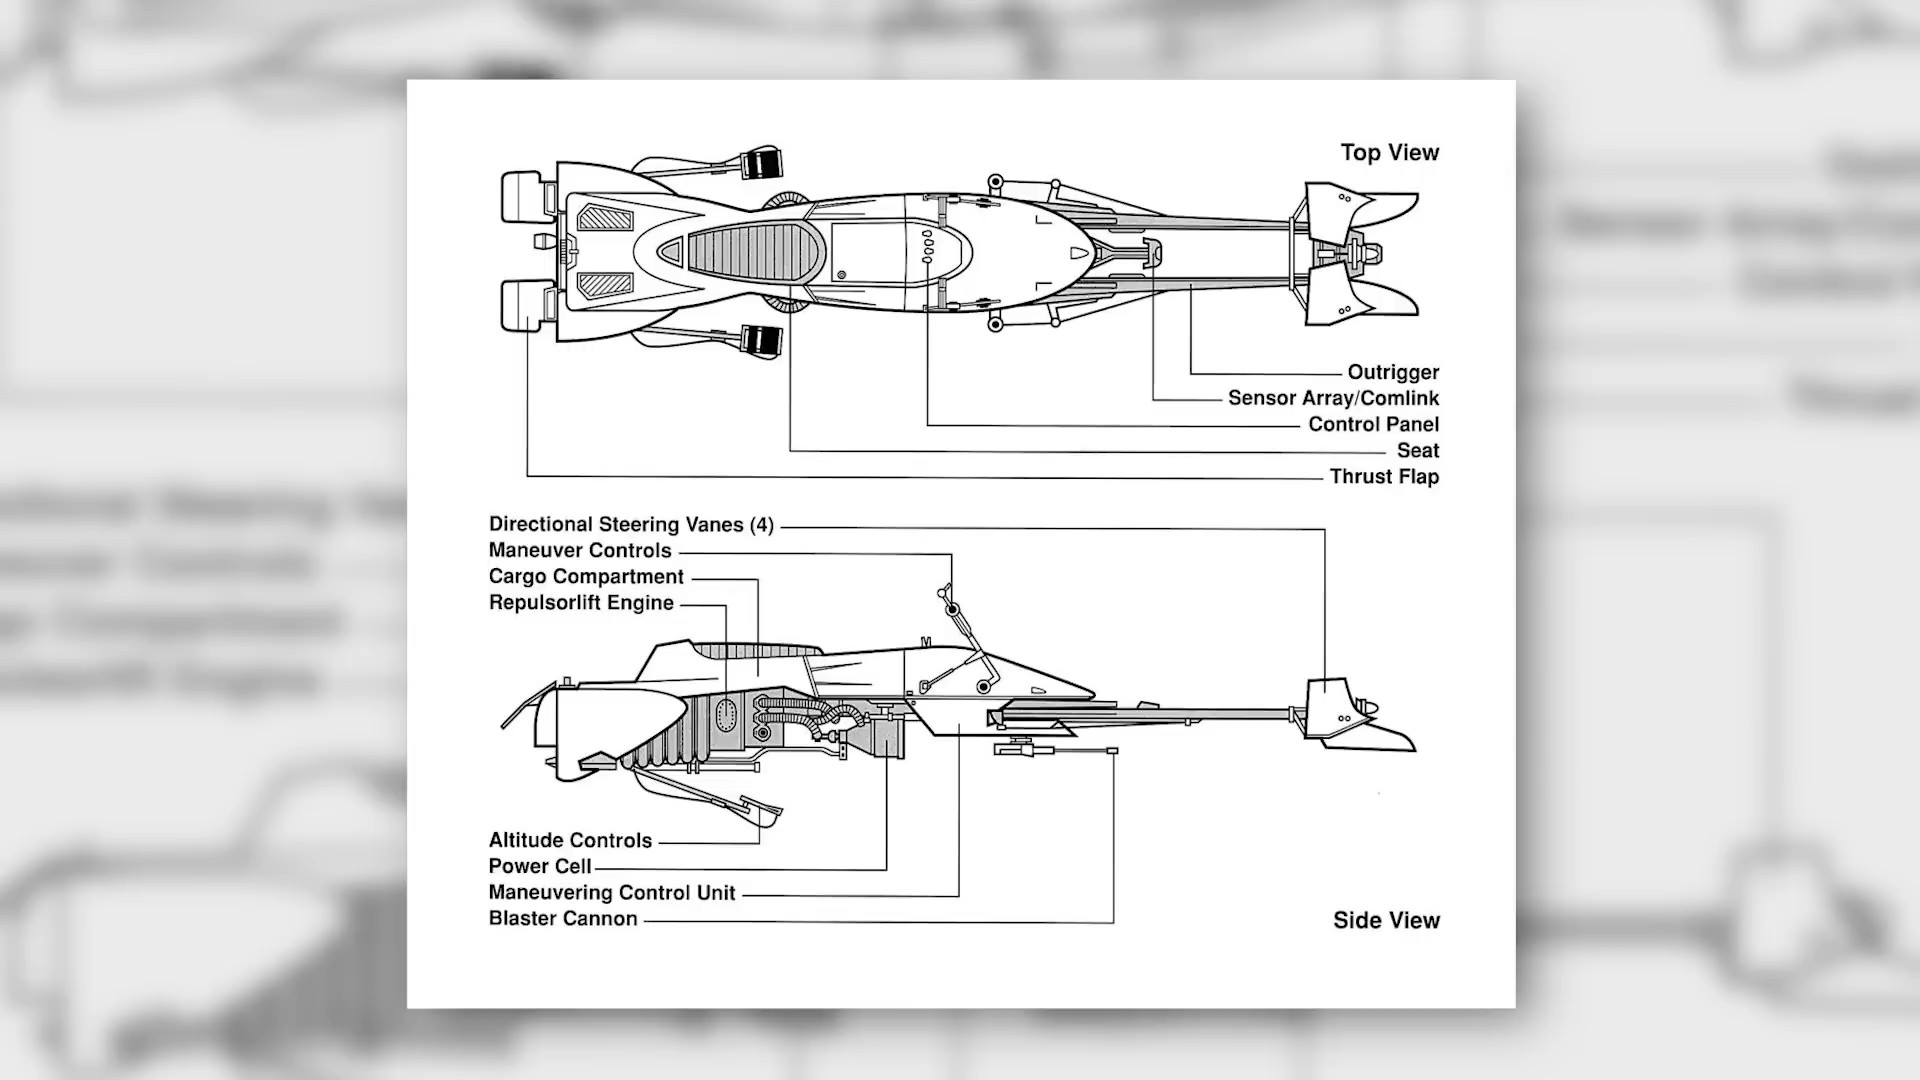 Top View
Outrigger
Sensor Array/Comlink
Control Panel
Seat
Thrust Flap
Directional Steering Vanes (4)
Maneuver Controls
Cargo Compartment
Repulsorlift Engine
Altitude Controls
Power Cell
Maneuvering Control Unit
Blaster Cannon
Side View